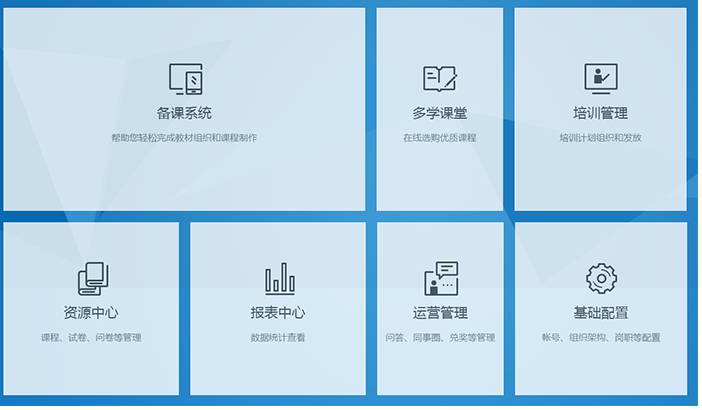 备课系统
帮助您轻松完成教材组织和课程制作
多学课堂
在线选购优质课程
培训管理
培训计划组织和发放
资源中心
课程、试卷、问卷等管理
报表中心
数据统计查看
运营管理
问答、同事圈、兑奖等管理
基础配置
帐号、组织架构、岗职等配置